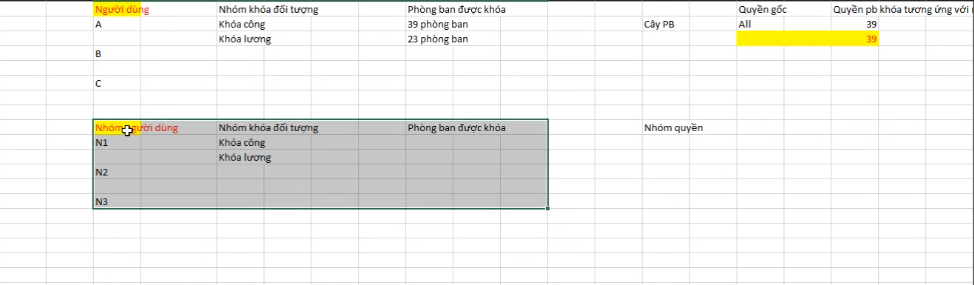 Người dùng Nhóm khóa đối tượng Phòng ban được khóa Quyền gốc Quyền pb khóa tương ứng với
A Khóa công 39 phòng ban Cây PB All 39
Khóa lương 23 phòng ban 39
B
C
Nhóm người dùng Nhóm khóa đối tượng Phòng ban được khóa Nhóm quyền
N1 Khóa công
Khóa lương
N2
N3